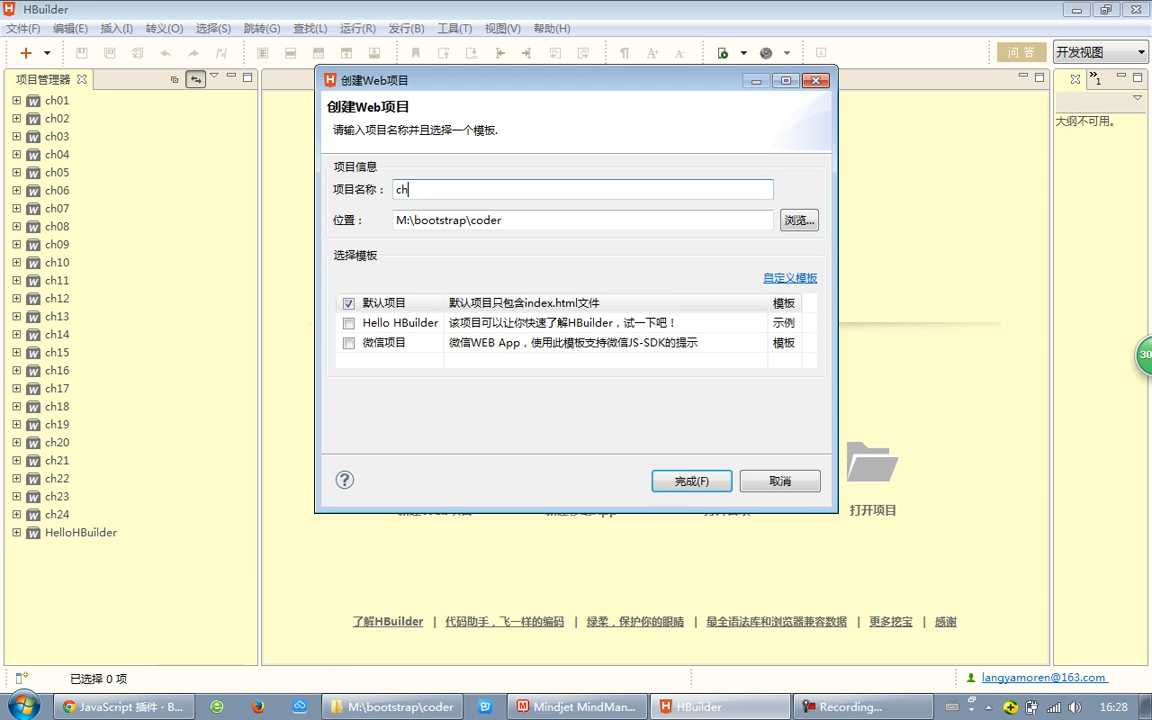 HBuilder
文件(F) 编辑(E) 插入(I) 转义(O) 选择(S) 跳转(G) 查找(L) 运行(R) 发行(B) 工具(T) 视图(V) 帮助(H)
问 答 开发视图
项目管理器
1
大纲不可用。
ch01
ch02
ch03
ch04
ch05
ch06
ch07
ch08
ch09
ch10
ch11
ch12
ch13
ch14
ch15
ch16
ch17
ch18
ch19
ch20
ch21
ch22
ch23
ch24
HelloHBuilder
创建Web项目
创建Web项目
请输入项目名称并且选择一个模板.
项目信息
项目名称： ch
位置： M:\bootstrap\coder 浏览...
选择模板
自定义模板
默认项目 默认项目只包含index.html文件 模板
Hello HBuilder 该项目可以让你快速了解HBuilder，试一下吧！ 示例
微信项目 微信WEB App，使用此模板支持微信JS-SDK的提示 模板
完成(F) 取消
30
打开项目
了解HBuilder | 代码助手，飞一样的编码 | 绿柔，保护你的眼睛 | 最全语法库和浏览器兼容数据 | 更多挖宝 | 感谢
已选择 0 项
langyamoren@163.com
JavaScript 插件 - B...
M:\bootstrap\coder
Mindjet MindMan...
HBuilder
Recording...
16:28